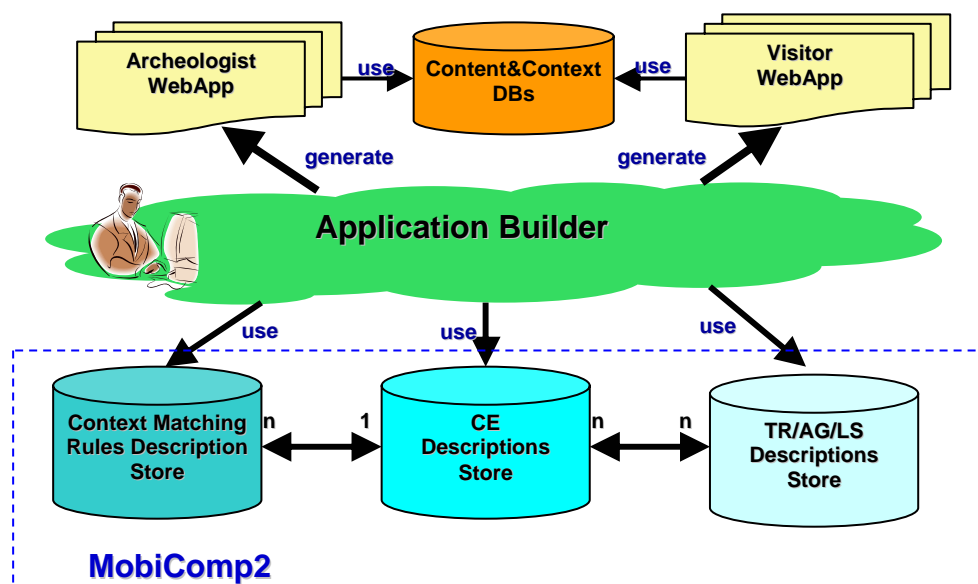 Archeologist
WebApp
use
Content&Context
DBs
use
Visitor
WebApp
generate
generate
Application Builder
use
use
use
Context Matching
Rules Description
Store
n
1
CE
Descriptions
Store
n
n
TR/AG/LS
Descriptions
Store
MobiComp2